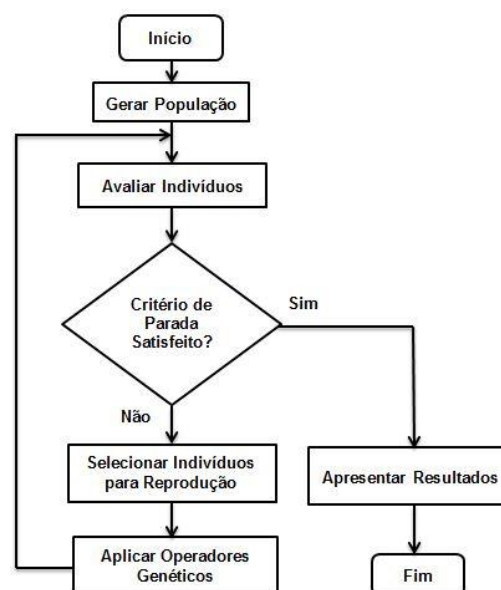 Início
Gerar População
Avaliar Indivíduos
Critério de
Parada
Satisfeito?
Sim
Não
Selecionar Indivíduos
para Reprodução
Apresentar Resultados
Aplicar Operadores
Genéticos
Fim